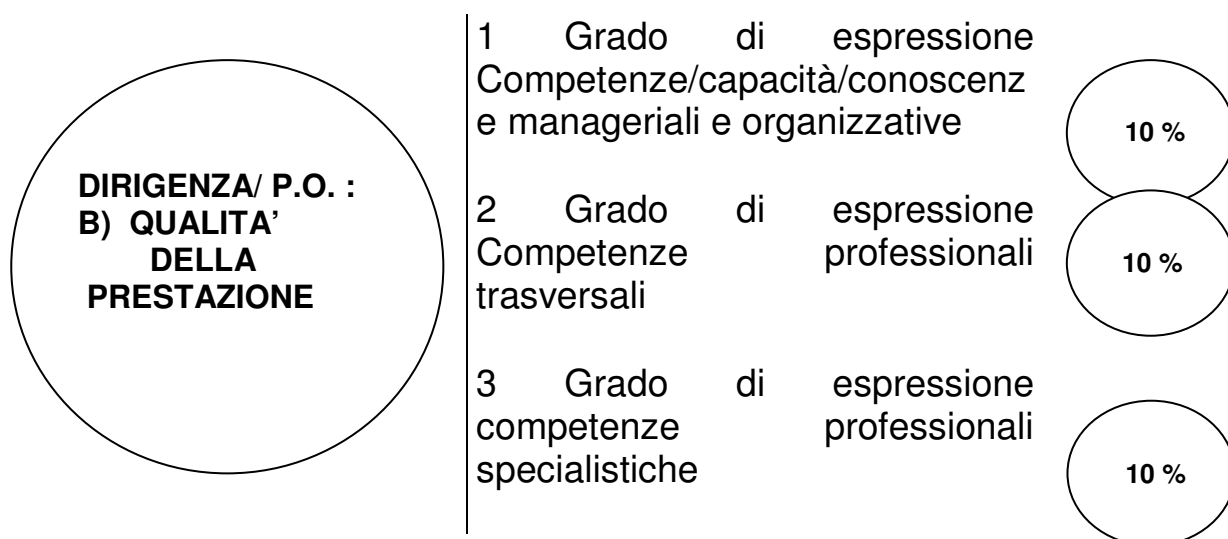 DIRIGENZA/ P.O. :
B) QUALITA’
DELLA
PRESTAZIONE
1 Grado di espressione
Competenze/capacità/conoscenz
e manageriali e organizzative
10 %
2 Grado di espressione
Competenze professionali
trasversali
10 %
3 Grado di espressione
competenze professionali
specialistiche
10 %